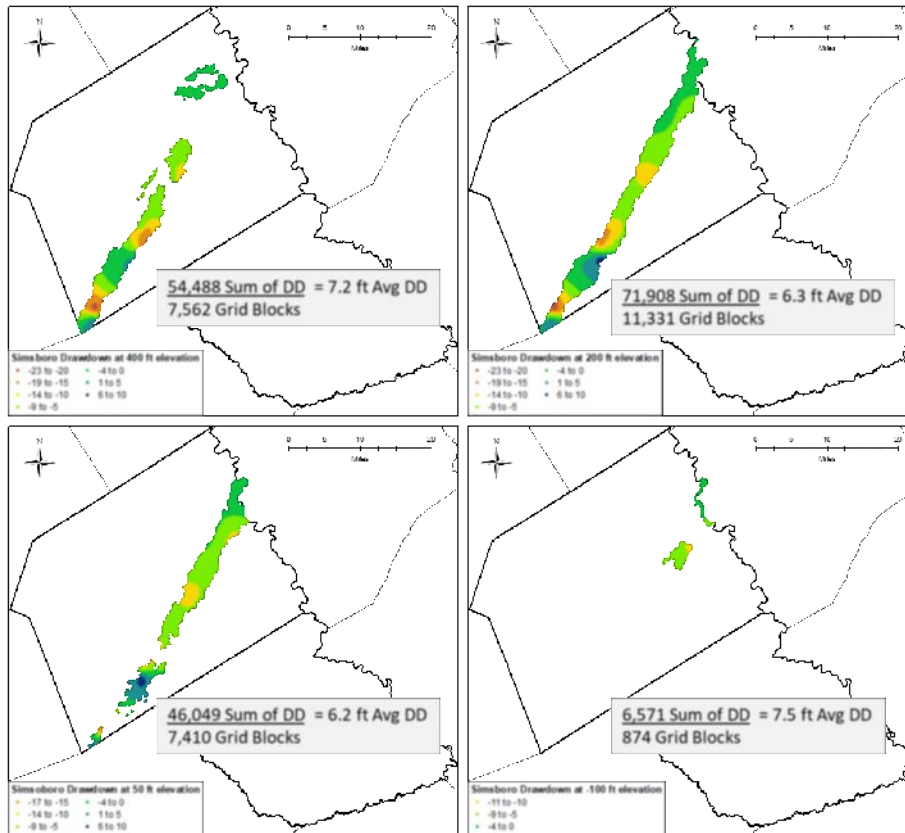 N
0 5 10 20
Miles
54,488 Sum of DD = 7.2 ft Avg DD
7,562 Grid Blocks
Simsboro Drawdown at 400 ft elevation
-23 to -20
-19 to -15
-14 to -10
-9 to -5
-4 to 0
1 to 5
6 to 10
N
0 5 10 20
Miles
71,908 Sum of DD = 6.3 ft Avg DD
11,331 Grid Blocks
Simsboro Drawdown at 200 ft elevation
-23 to -20
-19 to -15
-14 to -10
-9 to -5
-4 to 0
1 to 5
6 to 10
N
0 5 10 20
Miles
46,049 Sum of DD = 6.2 ft Avg DD
7,410 Grid Blocks
Simsoboro Drawdown at 50 ft elevation
-17 to -15
-14 to -10
-9 to -5
-4 to 0
1 to 5
6 to 10
N
0 5 10 20
Miles
6,571 Sum of DD = 7.5 ft Avg DD
874 Grid Blocks
Simsboro Drawdown at -100 ft elevation
-11 to -10
-9 to -5
-4 to 0